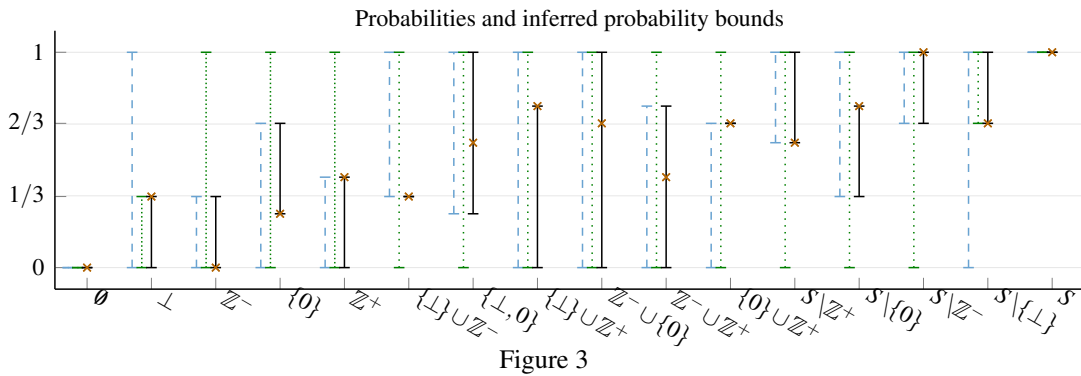 Probabilities and inferred probability bounds
1
2/3
1/3
0
∅
⊥
ℤ⁻
{0}
ℤ⁺
{⊥}∪ℤ⁻
{⊥, 0}
{⊥}∪ℤ⁺
ℤ⁻∪{0}
ℤ⁻∪ℤ⁺
{0}∪ℤ⁺
S|ℤ⁺
S|{0}
S|ℤ⁻
S|{⊥}
S
Figure 3